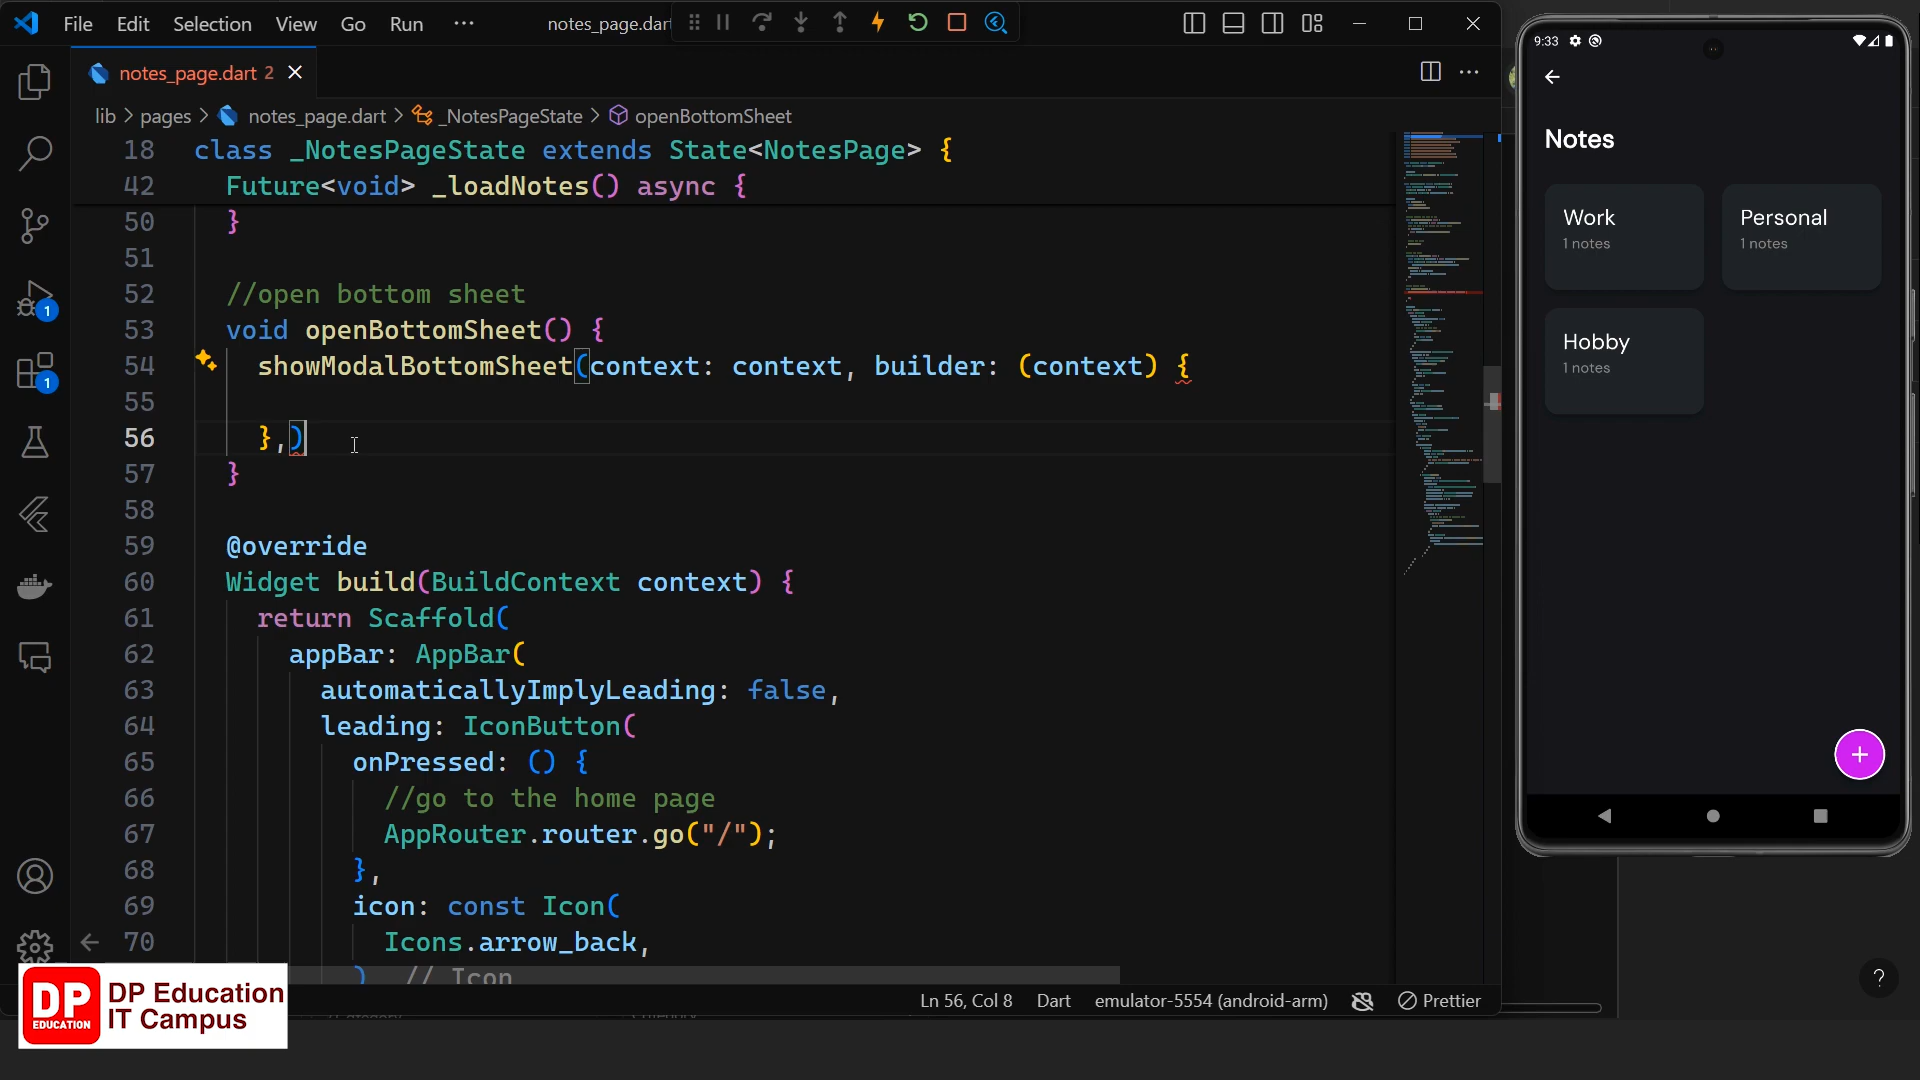 File Edit Selection View Go Run ··· notes_page.dart
notes_page.dart 2
lib > pages > notes_page.dart > _NotesPageState > openBottomSheet
18 class _NotesPageState extends State<NotesPage> {
42 Future<void> _loadNotes() async {
50 }
51
52 //open bottom sheet
53 void openBottomSheet() {
54 showModalBottomSheet(context: context, builder: (context) {
55
56 },)
57 }
58
59 @override
60 Widget build(BuildContext context) {
61 return Scaffold(
62 appBar: AppBar(
63 automaticallyImplyLeading: false,
64 leading: IconButton(
65 onPressed: () {
66 //go to the home page
67 AppRouter.router.go("/");
68 },
69 icon: const Icon(
70 Icons.arrow_back,
) // Icon
1
1
Ln 56, Col 8 Dart emulator-5554 (android-arm) Prettier
DP
EDUCATION
DP Education
IT Campus
9:33
Notes
Work
1 notes
Personal
1 notes
Hobby
1 notes
+
?